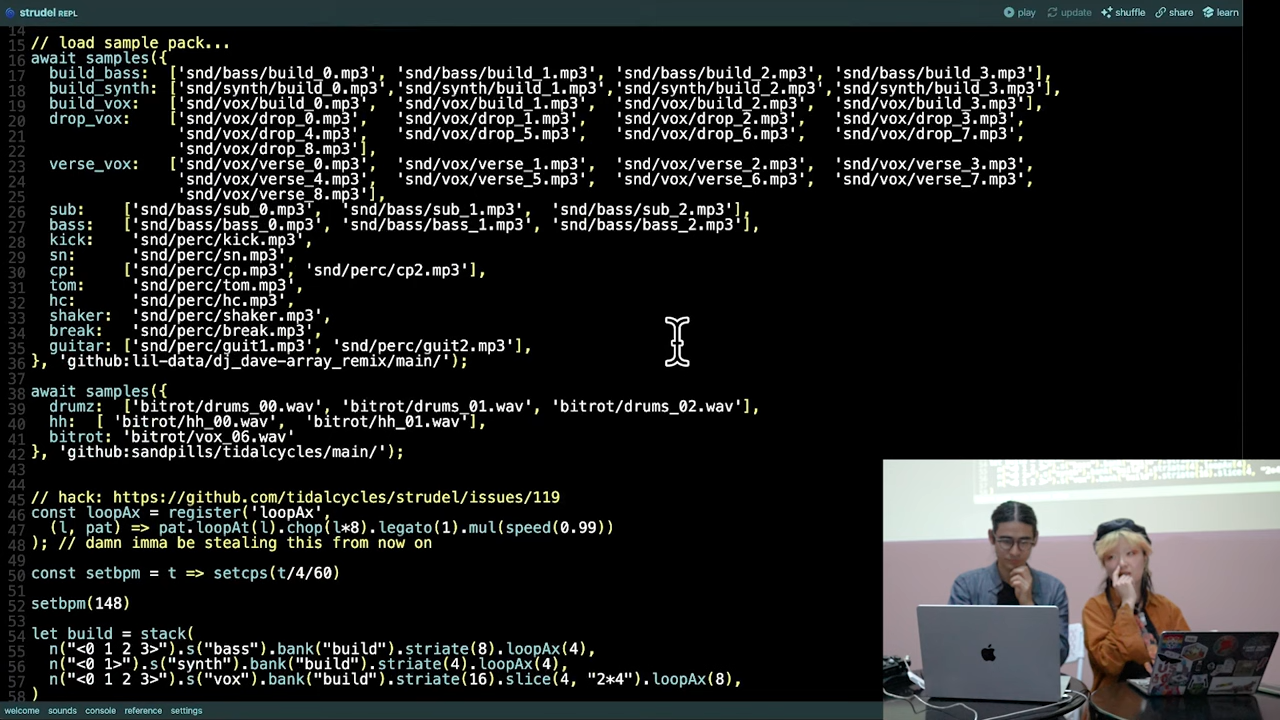 strudel REPL
play update shuffle share learn
14
15 // load sample pack...
16 await samples({
17 build_bass: ['snd/bass/build_0.mp3', 'snd/bass/build_1.mp3', 'snd/bass/build_2.mp3', 'snd/bass/build_3.mp3'],
18 build_synth: ['snd/synth/build_0.mp3','snd/synth/build_1.mp3','snd/synth/build_2.mp3','snd/synth/build_3.mp3'],
19 build_vox: ['snd/vox/build_0.mp3', 'snd/vox/build_1.mp3', 'snd/vox/build_2.mp3', 'snd/vox/build_3.mp3'],
20 drop_vox: ['snd/vox/drop_0.mp3', 'snd/vox/drop_1.mp3', 'snd/vox/drop_2.mp3', 'snd/vox/drop_3.mp3',
21 'snd/vox/drop_4.mp3', 'snd/vox/drop_5.mp3', 'snd/vox/drop_6.mp3', 'snd/vox/drop_7.mp3',
22 'snd/vox/drop_8.mp3'],
23 verse_vox: ['snd/vox/verse_0.mp3', 'snd/vox/verse_1.mp3', 'snd/vox/verse_2.mp3', 'snd/vox/verse_3.mp3',
24 'snd/vox/verse_4.mp3', 'snd/vox/verse_5.mp3', 'snd/vox/verse_6.mp3', 'snd/vox/verse_7.mp3',
25 'snd/vox/verse_8.mp3'],
26 sub: ['snd/bass/sub_0.mp3', 'snd/bass/sub_1.mp3', 'snd/bass/sub_2.mp3'],
27 bass: ['snd/bass/bass_0.mp3', 'snd/bass/bass_1.mp3', 'snd/bass/bass_2.mp3'],
28 kick: 'snd/perc/kick.mp3',
29 sn: 'snd/perc/sn.mp3',
30 cp: ['snd/perc/cp.mp3', 'snd/perc/cp2.mp3'],
31 tom: 'snd/perc/tom.mp3',
32 hc: 'snd/perc/hc.mp3',
33 shaker: 'snd/perc/shaker.mp3',
34 break: 'snd/perc/break.mp3',
35 guitar: ['snd/perc/guit1.mp3', 'snd/perc/guit2.mp3'],
36 }, 'github:lil-data/dj_dave-array_remix/main/');
37
38 await samples({
39 drumz: ['bitrot/drums_00.wav', 'bitrot/drums_01.wav', 'bitrot/drums_02.wav'],
40 hh: [ 'bitrot/hh_00.wav', 'bitrot/hh_01.wav'],
41 bitrot: 'bitrot/vox_06.wav'
42 }, 'github:sandpills/tidalcycles/main/');
43
44
45 // hack: https://github.com/tidalcycles/strudel/issues/119
46 const loopAx = register('loopAx',
47 (l, pat) => pat.loopAt(l).chop(l*8).legato(1).mul(speed(0.99))
48 ); // damn imma be stealing this from now on
49
50 const setbpm = t => setcps(t/4/60)
51
52 setbpm(148)
53
54 let build = stack(
55 n("<0 1 2 3>").s("bass").bank("build").striate(8).loopAx(4),
56 n("<0 1>").s("synth").bank("build").striate(4).loopAx(4),
57 n("<0 1 2 3>").s("vox").bank("build").striate(16).slice(4, "2*4").loopAx(8),
58 )
welcome sounds console reference settings